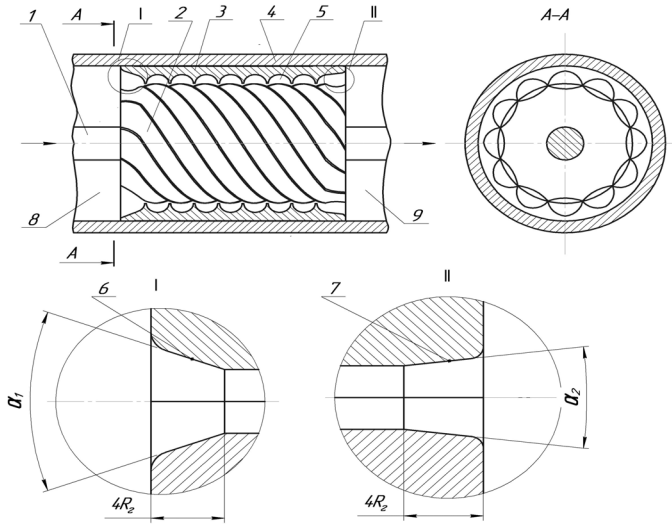 A I II A–A
1 2 3 4 5
8 9
A
6 I II 7
α₁ α₂
4R₂ 4R₂